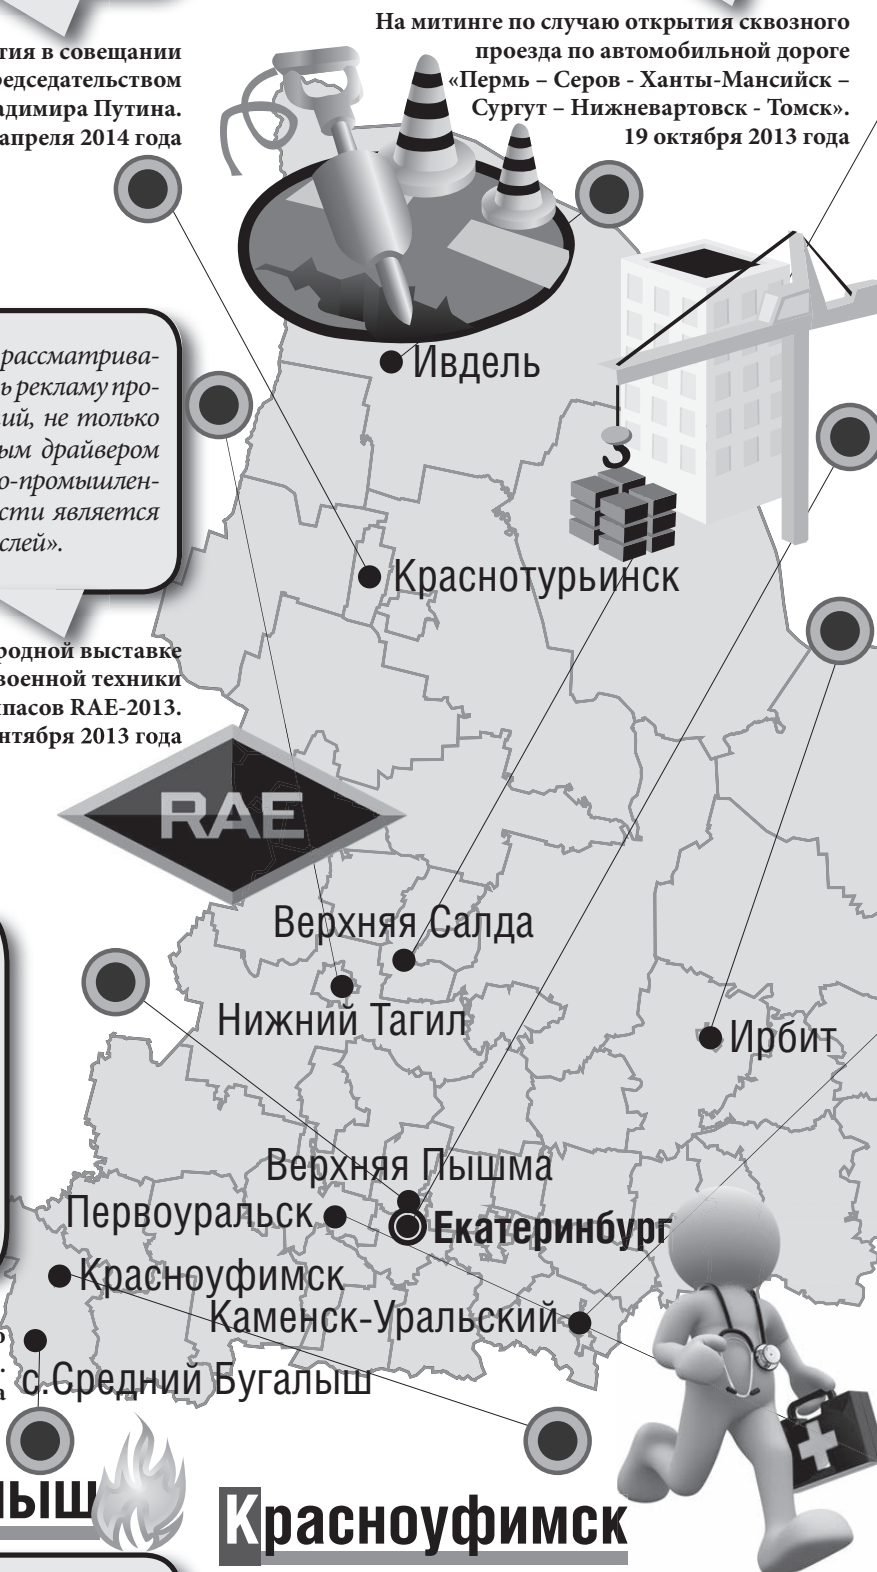 На митинге по случаю открытия сквозного
проезда по автомобильной дороге
«Пермь – Серов - Ханты-Мансийск –
Сургут – Нижневартовск - Томск».
19 октября 2013 года
тия в совещании
редседательством
адимира Путина.
апреля 2014 года
рассматрива-
ь рекламу про-
ий, не только
ым драйвером
о-промышлен-
сти является
слей».
родной выставке
военной техники
пасов RAE-2013.
нтября 2013 года
Ивдель
Краснотурьинск
RAE
Верхняя Салда
Нижний Тагил
Ирбит
Верхняя Пышма
Первоуральск
Екатеринбург
Красноуфимск
Каменск-Уральский
о
.
а
с.Средний Бугалыш
лыш
Красноуфимск